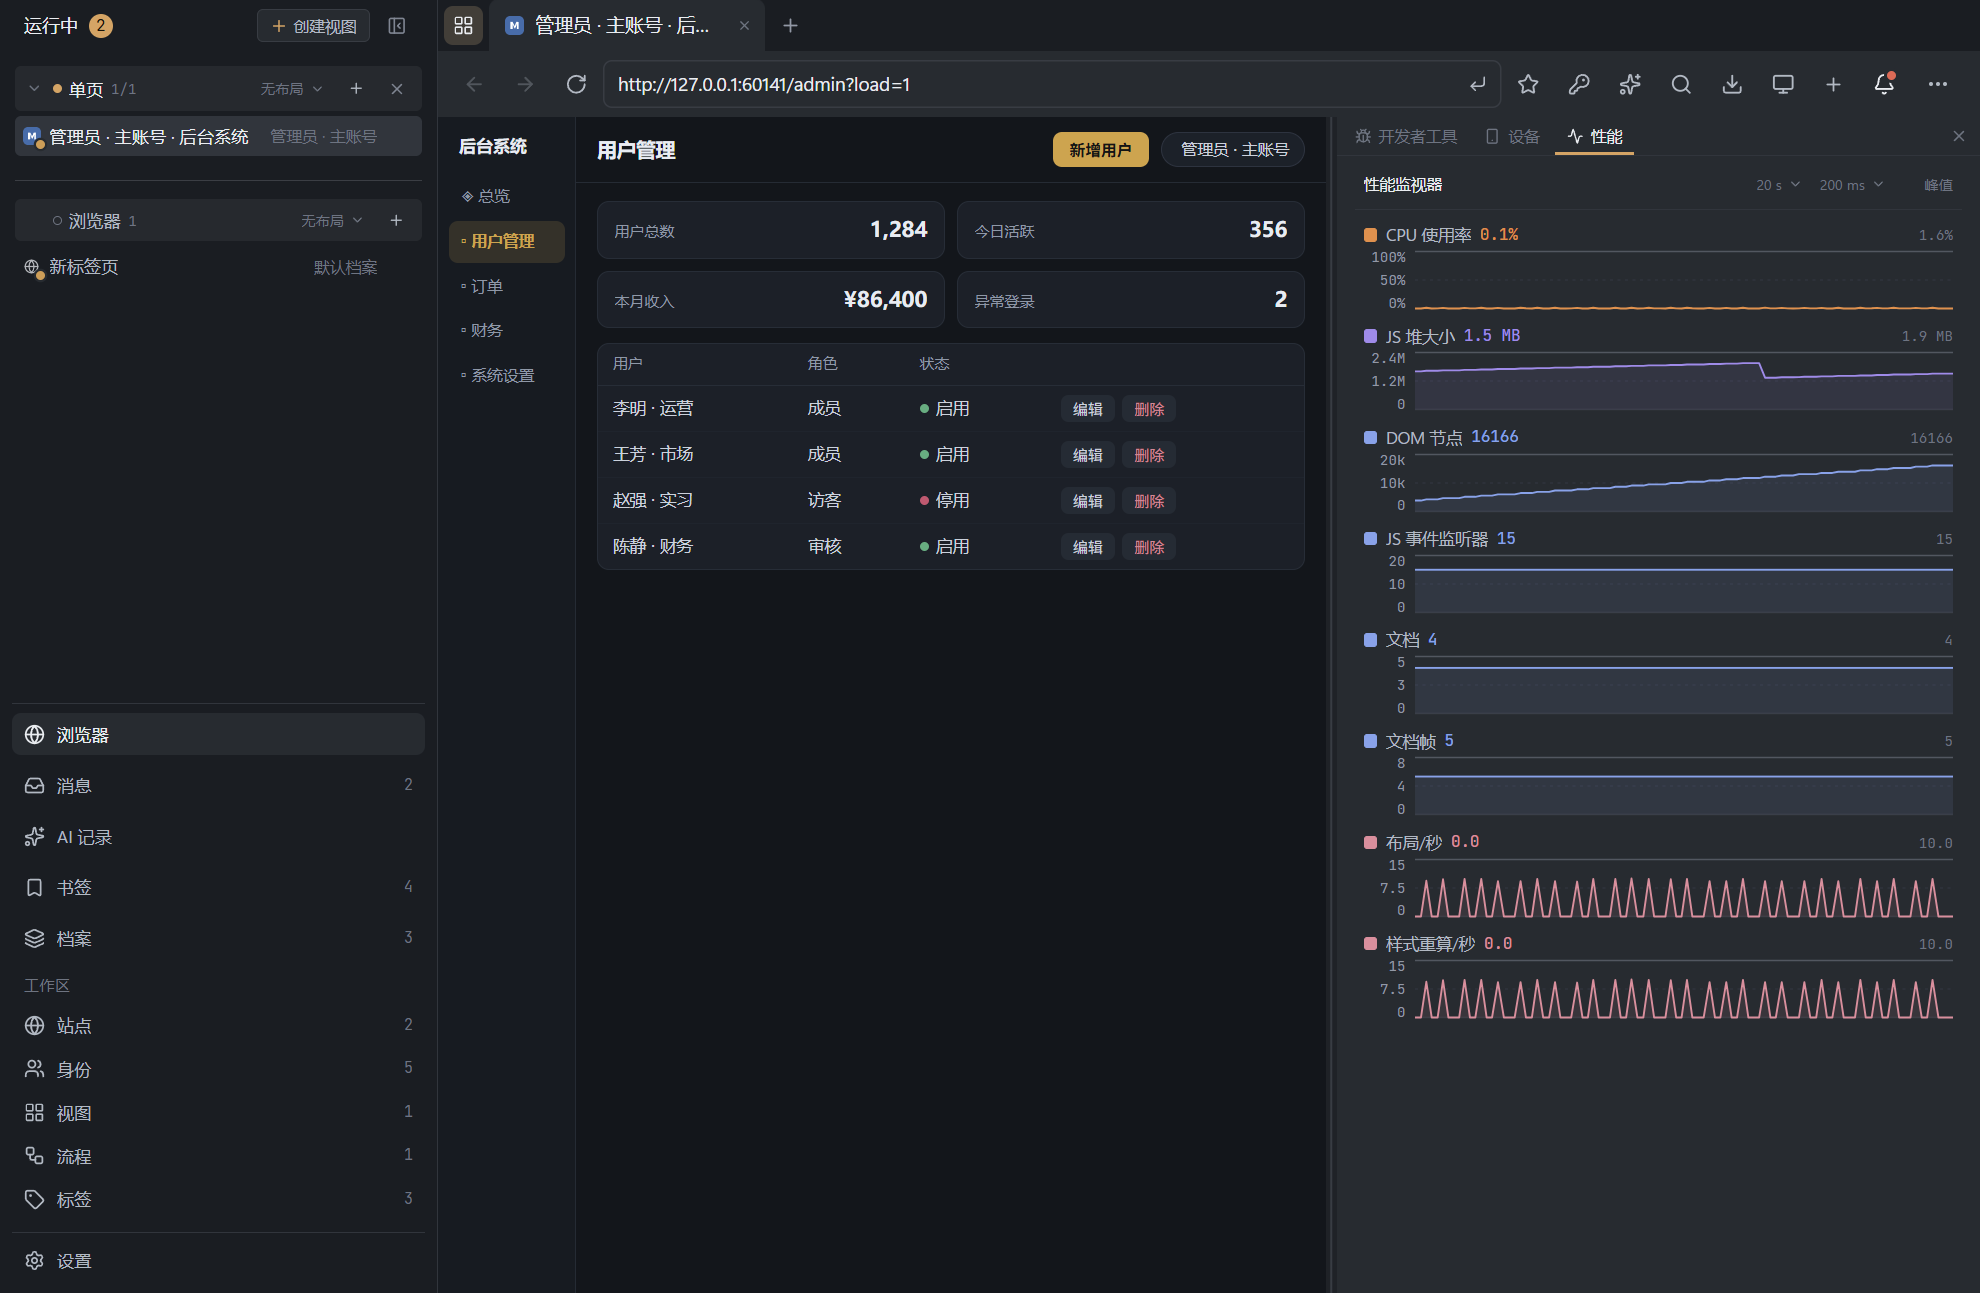 运行中 2
创建视图
单页 1/1 无布局
管理员 · 主账号 · 后台系统 管理员 · 主账号
浏览器 1 无布局
新标签页 默认档案
浏览器
消息 2
AI 记录
书签 4
档案 3
工作区
站点 2
身份 5
视图 1
流程 1
标签 3
设置
M 管理员 · 主账号 · 后...
http://127.0.0.1:60141/admin?load=1
后台系统
总览
用户管理
订单
财务
系统设置
用户管理
新增用户 管理员 · 主账号
用户总数 1,284
今日活跃 356
本月收入 ¥86,400
异常登录 2
用户 角色 状态
李明 · 运营 成员 启用 编辑 删除
王芳 · 市场 成员 启用 编辑 删除
赵强 · 实习 访客 停用 编辑 删除
陈静 · 财务 审核 启用 编辑 删除
开发者工具 设备 性能
性能监视器 20 s 200 ms 峰值
CPU 使用率 0.1% 1.6%
100%
50%
0%
JS 堆大小 1.5 MB 1.9 MB
2.4M
1.2M
0
DOM 节点 16166 16166
20k
10k
0
JS 事件监听器 15 15
20
10
0
文档 4 4
5
3
0
文档帧 5 5
8
4
0
布局/秒 0.0 10.0
15
7.5
0
样式重算/秒 0.0 10.0
15
7.5
0